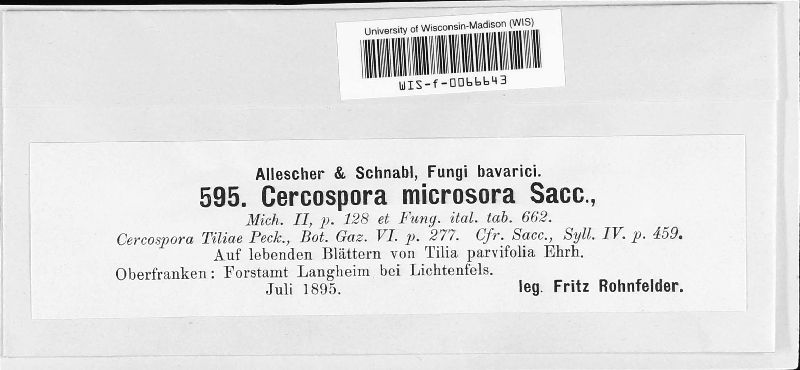 University of Wisconsin-Madison (WIS)
WIS-f-0066643
Allescher & Schnabl, Fungi bavarici.
595. Cercospora microsora Sacc.,
Mich. II, p. 128 et Fung. ital. tab. 662.
Cercospora Tiliae Peck., Bot. Gaz. VI. p. 277. Cfr. Sacc., Syll. IV. p. 459.
Auf lebenden Blättern von Tilia parvifolia Ehrh.
Oberfranken: Forstamt Langheim bei Lichtenfels.
Juli 1895. leg. Fritz Rohnfelder.